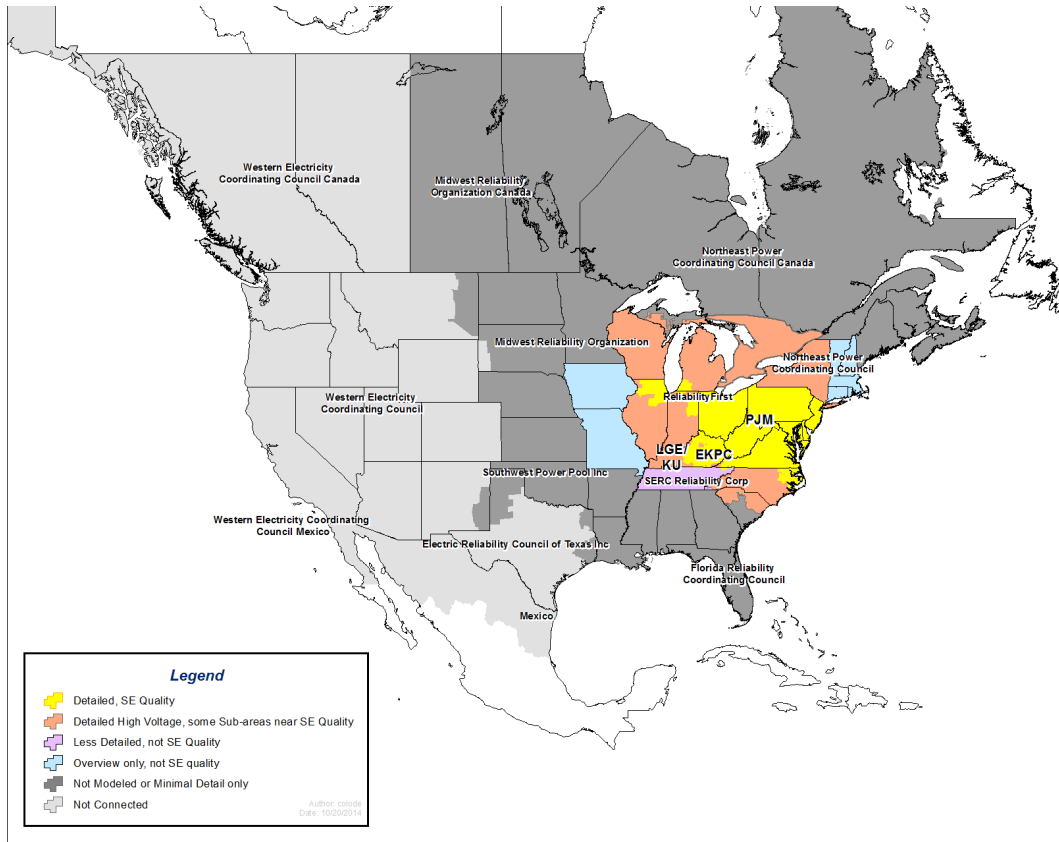 Western Electricity
Coordinating Council Canada
Midwest Reliability
Organization Canada
Northeast Power
Coordinating Council Canada
Midwest Reliability Organization
Northeast Power
Coordinating Council
ReliabilityFirst
Western Electricity
Coordinating Council
PJM
LGE/
KU
EKPC
Southwest Power Pool Inc
SERC Reliability Corp
Western Electricity Coordinating
Council Mexico
Electric Reliability Council of Texas Inc
Florida Reliability
Coordinating Council
Mexico
Legend
Detailed, SE Quality
Detailed High Voltage, some Sub-areas near SE Quality
Less Detailed, not SE Quality
Overview only, not SE quality
Not Modeled or Minimal Detail only
Not Connected
Author: colode
Date: 10/20/2014